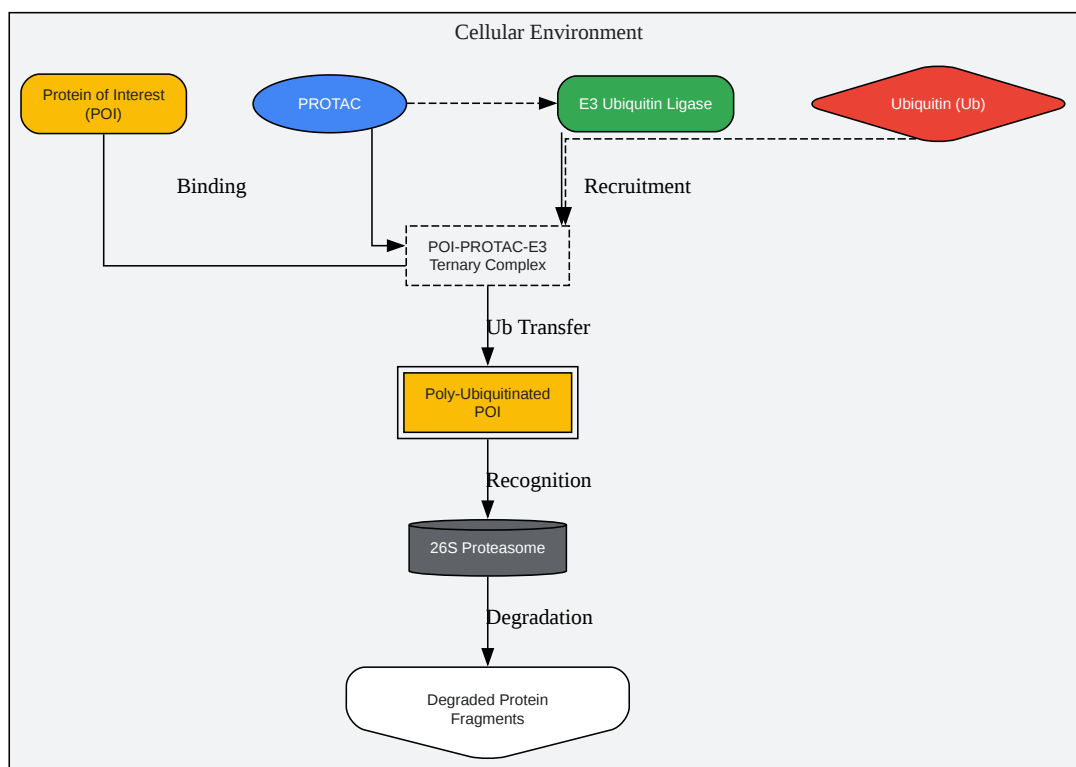 Cellular Environment
Protein of Interest
(POI)
PROTAC
E3 Ubiquitin Ligase
Ubiquitin (Ub)
Binding
Recruitment
POI-PROTAC-E3
Ternary Complex
Ub Transfer
Poly-Ubiquitinated
POI
Recognition
26S Proteasome
Degradation
Degraded Protein
Fragments